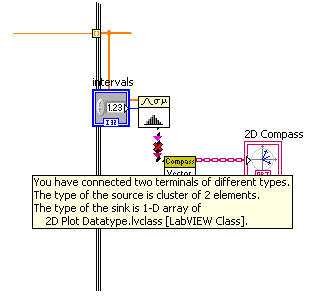 intervals
1.23
I32
2D Compass
Compass
Vector
You have connected two terminals of different types.
The type of the source is cluster of 2 elements.
The type of the sink is 1-D array of
2D Plot Datatype.lvclass [LabVIEW Class].